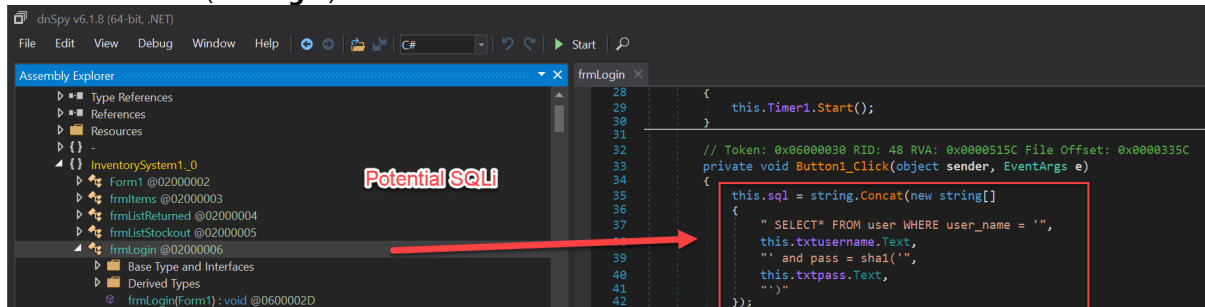 dnSpy v6.1.8 (64-bit, .NET)
File Edit View Debug Window Help C# Start
Assembly Explorer
frmLogin
Type References
References
Resources
{ } -
{ } InventorySystem1._0
Form1 @02000002
frmItems @02000003
frmListReturned @02000004
frmListStockout @02000005
frmLogin @02000006
Base Type and Interfaces
Derived Types
frmLogin(Form1) : void @0600002D
Potential SQLi
28 {
29 this.Timer1.Start();
30 }
31
32 // Token: 0x06000030 RID: 48 RVA: 0x0000515C File Offset: 0x0000335C
33 private void Button1_Click(object sender, EventArgs e)
34 {
35 this.sql = string.Concat(new string[]
36 {
37 " SELECT* FROM user WHERE user_name = '",
this.txtusername.Text,
39 "' and pass = sha1('",
40 this.txtpass.Text,
41 "')"
42 });